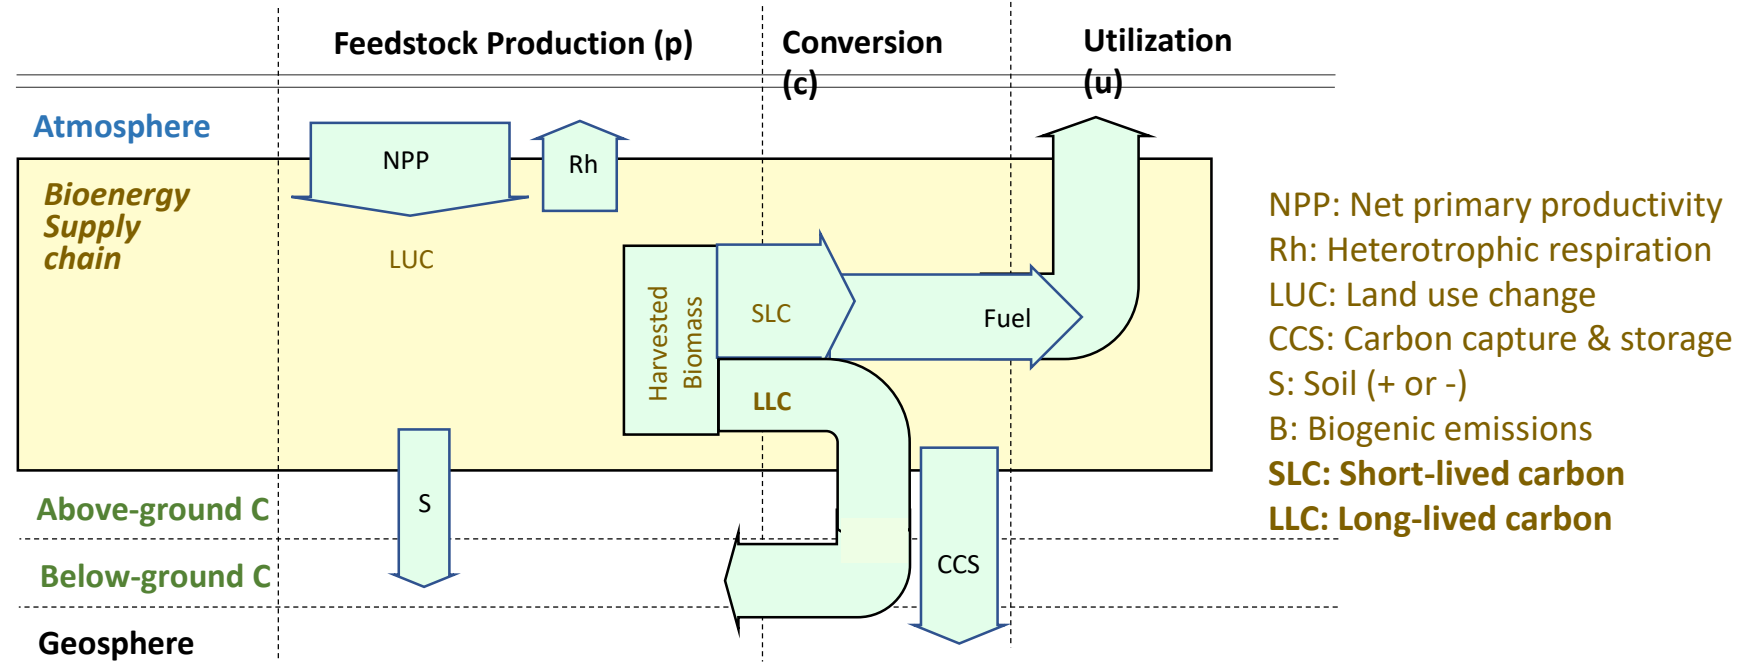 Feedstock Production (p)
Conversion
(c)
Utilization
(u)
Atmosphere
NPP
Rh
Bioenergy
Supply
chain
LUC
Harvested
Biomass
SLC
Fuel
LLC
S
CCS
Above-ground C
Below-ground C
Geosphere
NPP: Net primary productivity
Rh: Heterotrophic respiration
LUC: Land use change
CCS: Carbon capture & storage
S: Soil (+ or -)
B: Biogenic emissions
SLC: Short-lived carbon
LLC: Long-lived carbon